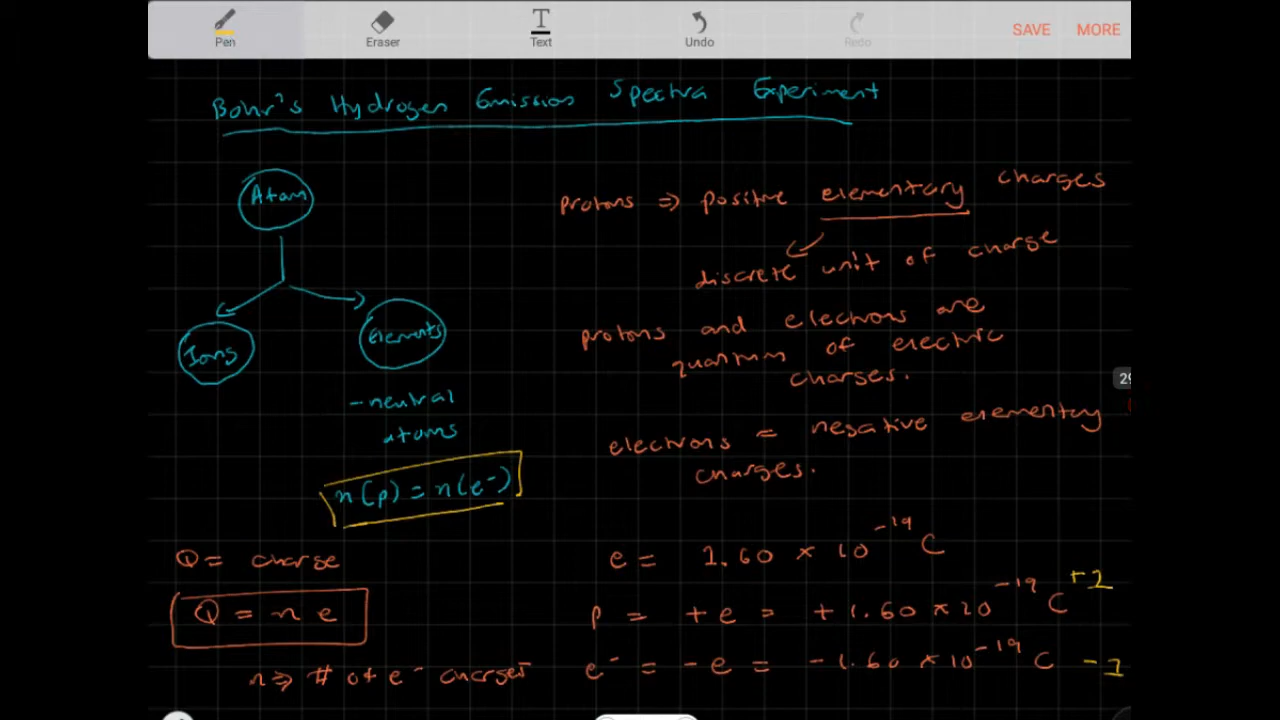 Pen
Eraser
Text
Undo
Redo
SAVE
MORE
Bohr's Hydrogen Emission Spectra Experiment
Atom
Ions
Elements
- neutral
atoms
n(p) = n(e-)
Q = charge
Q = n e
n => # of e- charges
protons => positive elementary charges
discrete unit of charge
protons and electrons are
quantum of electric
charges.
electrons = negative elementary
charges.
e = 1.60 × 10^-19 C
p = +e = +1.60 × 10^-19 C +1
e- = -e = -1.60 × 10^-19 C -1